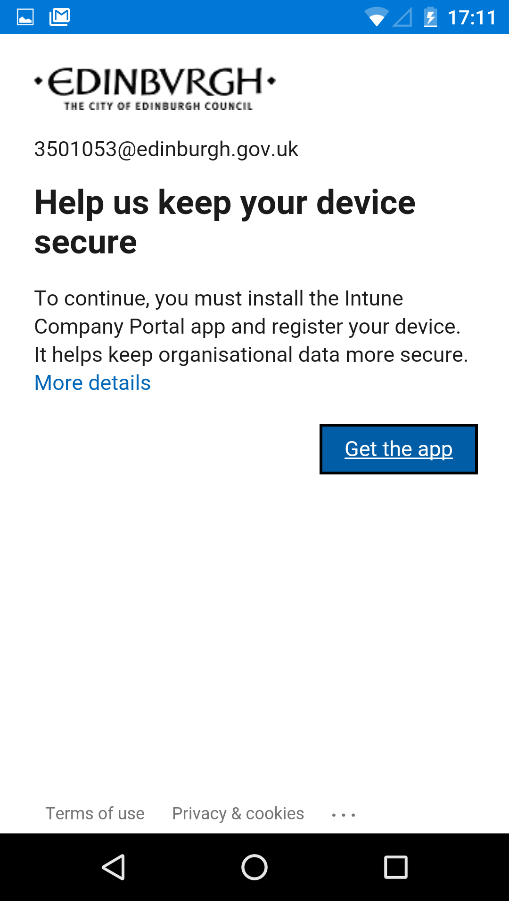 17:11
•EDINBVRGH•
THE CITY OF EDINBURGH COUNCIL
3501053@edinburgh.gov.uk
Help us keep your device
secure
To continue, you must install the Intune
Company Portal app and register your device.
It helps keep organisational data more secure.
More details
Get the app
Terms of use Privacy & cookies ...